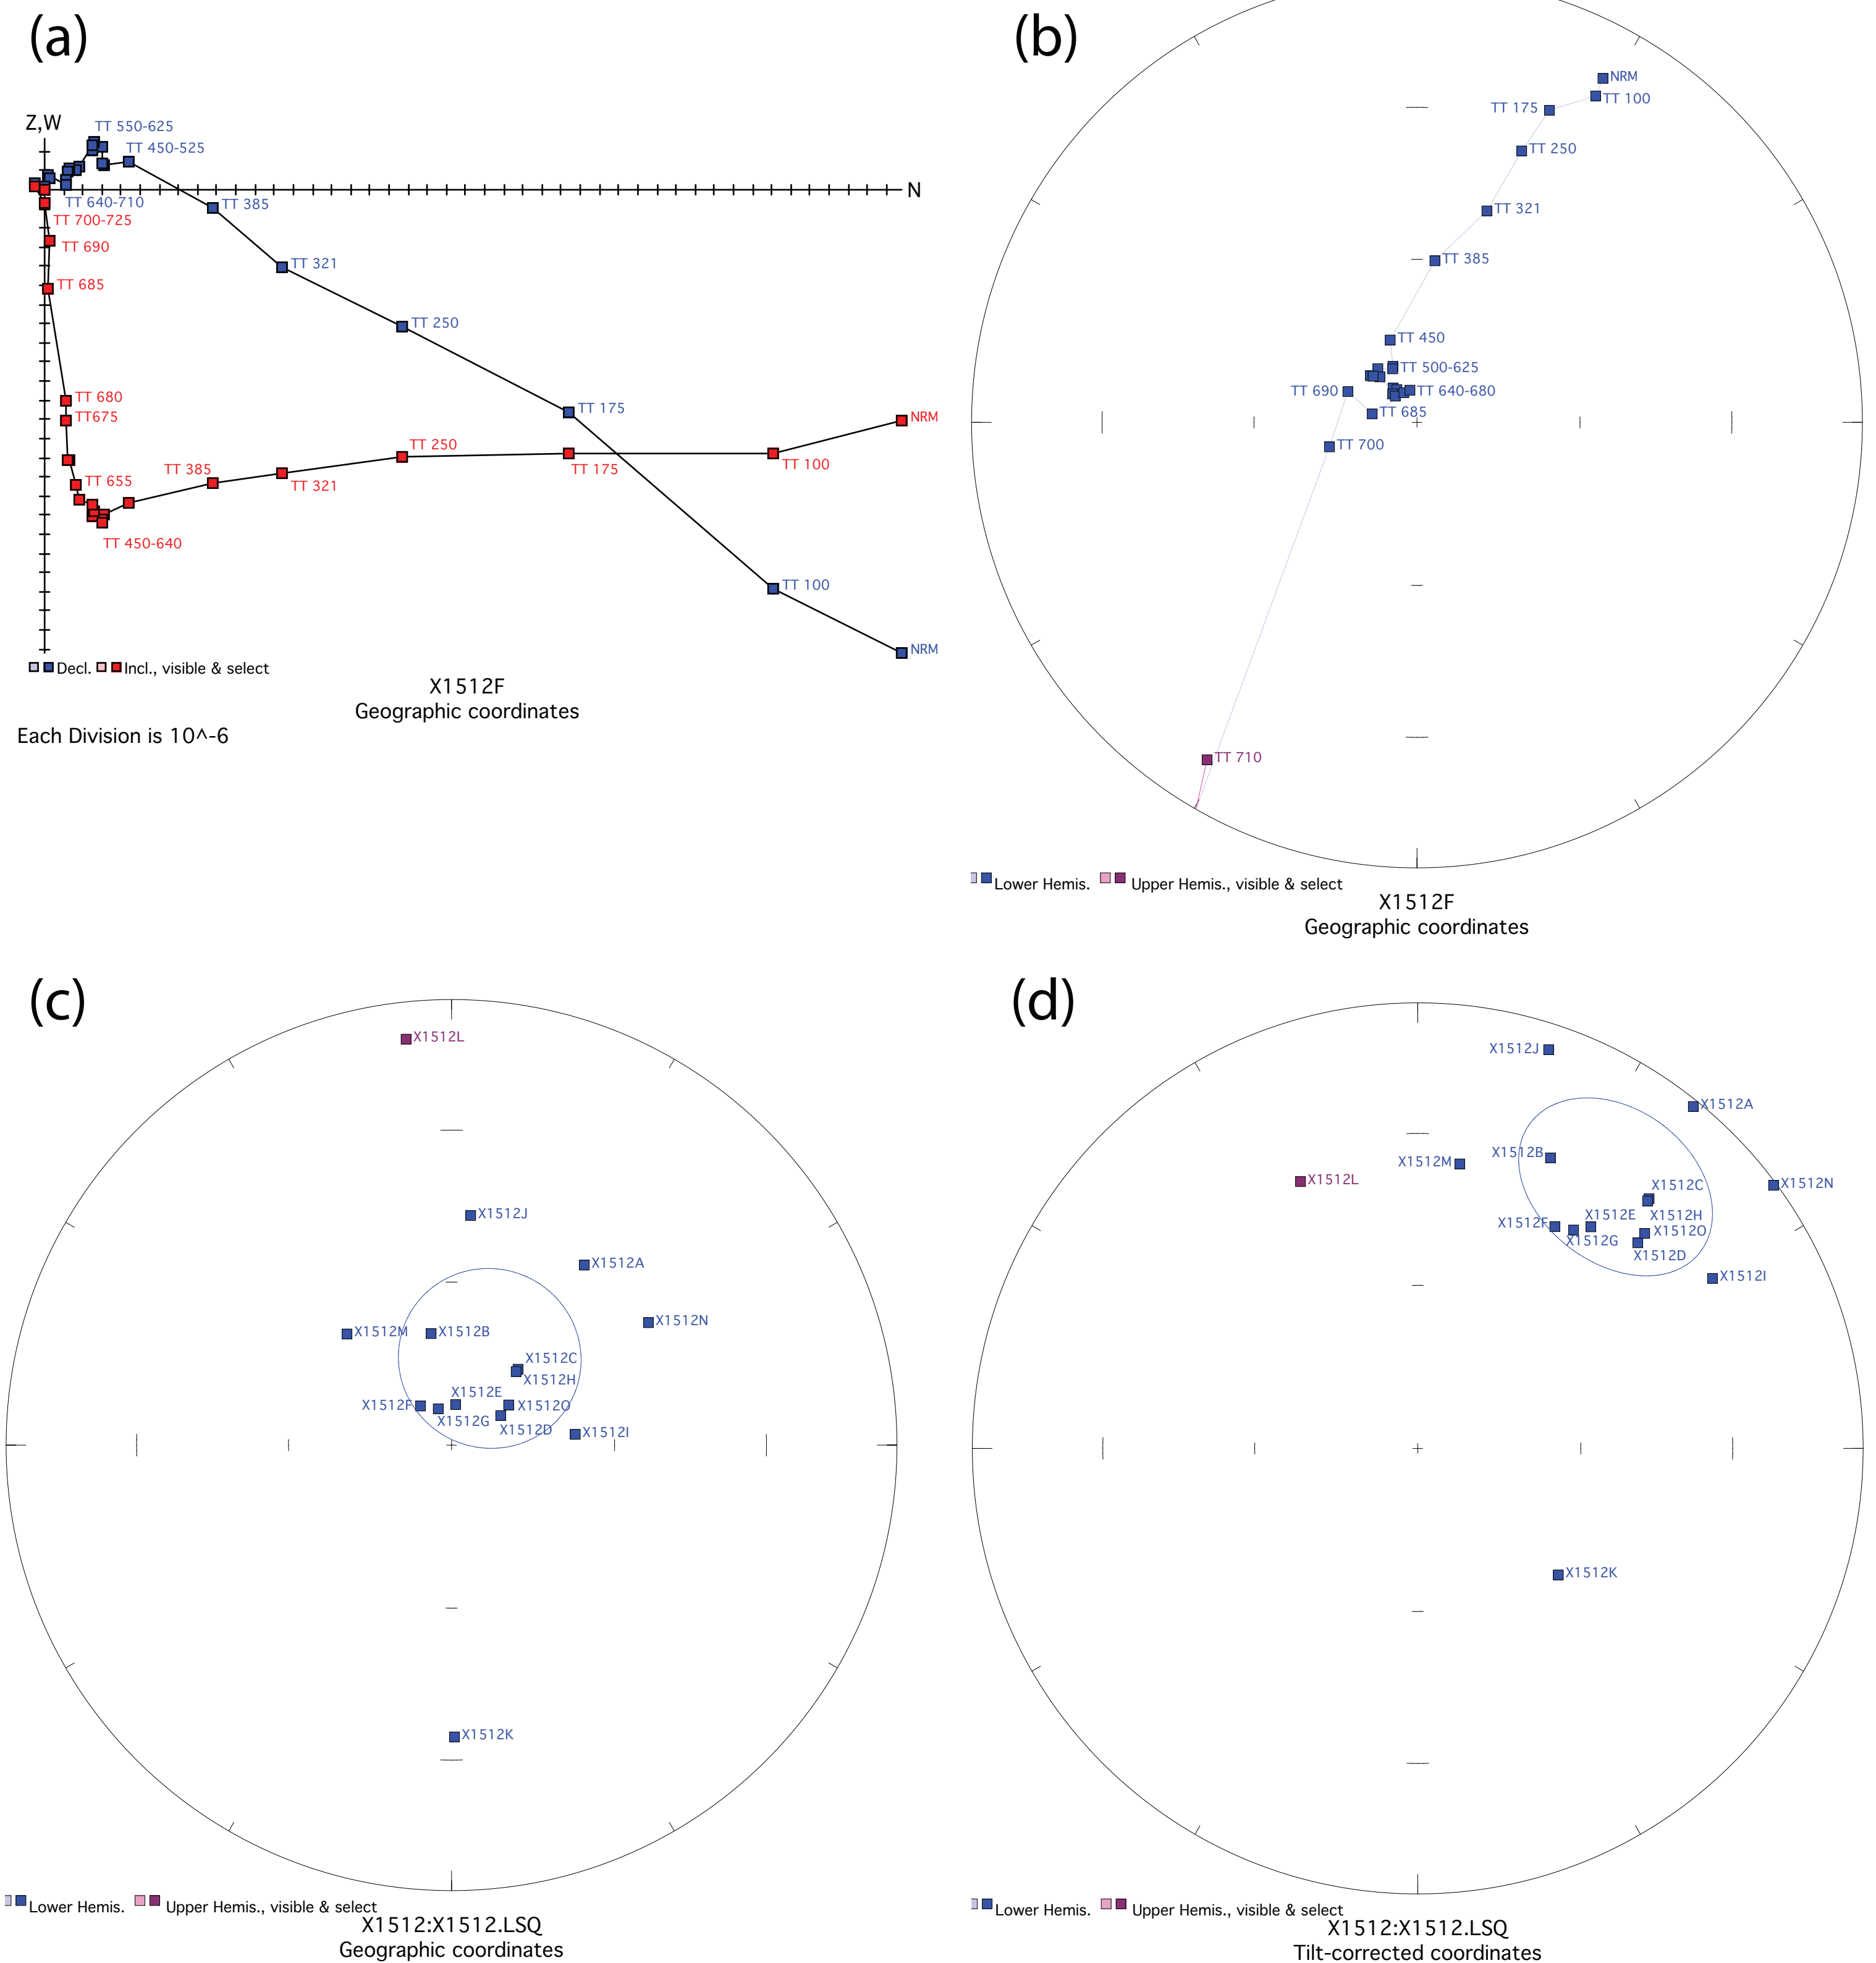 (a)
Z,W
TT 550-625
TT 450-525
N
TT 640-710
TT 385
TT 700-725
TT 690
TT 321
TT 685
TT 250
TT 680
TT675
TT 175
NRM
TT 250
TT 385
TT 175
TT 100
TT 321
TT 655
TT 450-640
TT 100
NRM
Decl. Incl., visible & select
X1512F
Geographic coordinates
Each Division is 10^-6
(b)
NRM
TT 100
TT 175
TT 250
TT 321
TT 385
TT 450
TT 500-625
TT 690
TT 640-680
TT 685
TT 700
TT 710
Lower Hemis. Upper Hemis., visible & select
X1512F
Geographic coordinates
(c)
X1512L
X1512J
X1512A
X1512N
X1512M
X1512B
X1512C
X1512H
X1512E
X1512F
X1512O
X1512G
X1512D
X1512I
X1512K
Lower Hemis. Upper Hemis., visible & select
X1512:X1512.LSQ
Geographic coordinates
(d)
X1512J
X1512A
X1512B
X1512M
X1512L
X1512C
X1512N
X1512E
X1512H
X1512F
X1512O
X1512G
X1512D
X1512I
X1512K
Lower Hemis. Upper Hemis., visible & select
X1512:X1512.LSQ
Tilt-corrected coordinates